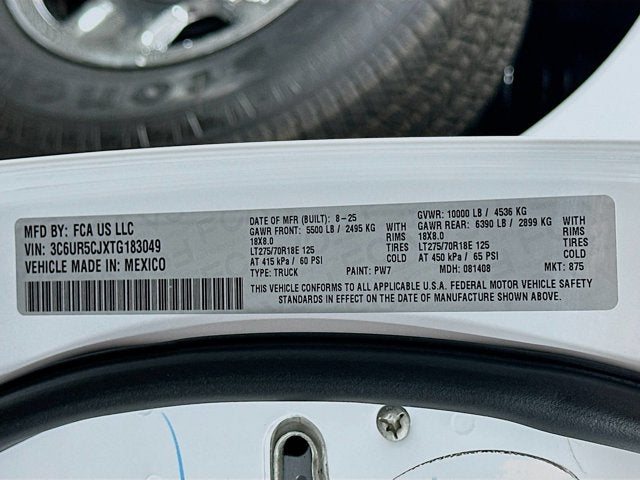 MFD BY: FCA US LLC
VIN: 3C6UR5CJXTG183049
VEHICLE MADE IN: MEXICO
DATE OF MFR (BUILT): 8-25
GAWR FRONT: 5500 LB / 2495 KG WITH
18X8.0 RIMS
LT275/70R18E 125 TIRES
AT 415 kPa / 60 PSI COLD
TYPE: TRUCK PAINT: PW7
GVWR: 10000 LB / 4536 KG
GAWR REAR: 6390 LB / 2899 KG WITH
18X8.0 RIMS
LT275/70R18E 125 TIRES
AT 450 kPa / 65 PSI COLD
MDH: 081408 MKT: 875
THIS VEHICLE CONFORMS TO ALL APPLICABLE U.S.A. FEDERAL MOTOR VEHICLE SAFETY
STANDARDS IN EFFECT ON THE DATE OF MANUFACTURE SHOWN ABOVE.